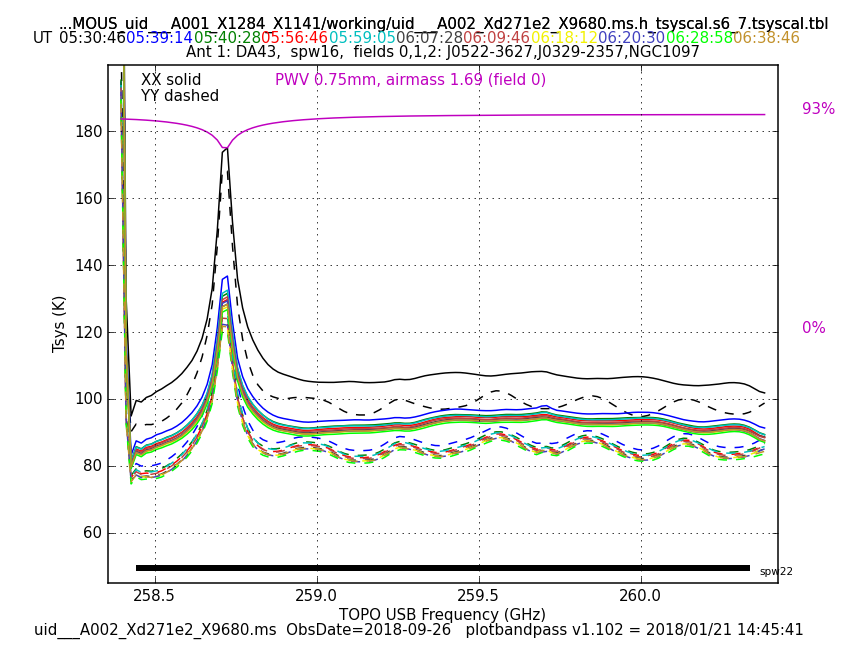 ...MOUS_uid___A001_X1284_X1141/working/uid___A002_Xd271e2_X9680.ms.h_tsyscal.s6_7.tsyscal.tbl
UT 05:30:46 05:39:14 05:40:28 05:56:46 05:59:05 06:07:28 06:09:46 06:18:12 06:20:30 06:28:58 06:38:46
Ant 1: DA43, spw16, fields 0,1,2: J0522-3627,J0329-2357,NGC1097
XX solid
YY dashed
PWV 0.75mm, airmass 1.69 (field 0)
93%
0%
Tsys (K)
180
160
140
120
100
80
60
spw22
258.5 259.0 259.5 260.0
TOPO USB Frequency (GHz)
uid___A002_Xd271e2_X9680.ms ObsDate=2018-09-26 plotbandpass v1.102 = 2018/01/21 14:45:41